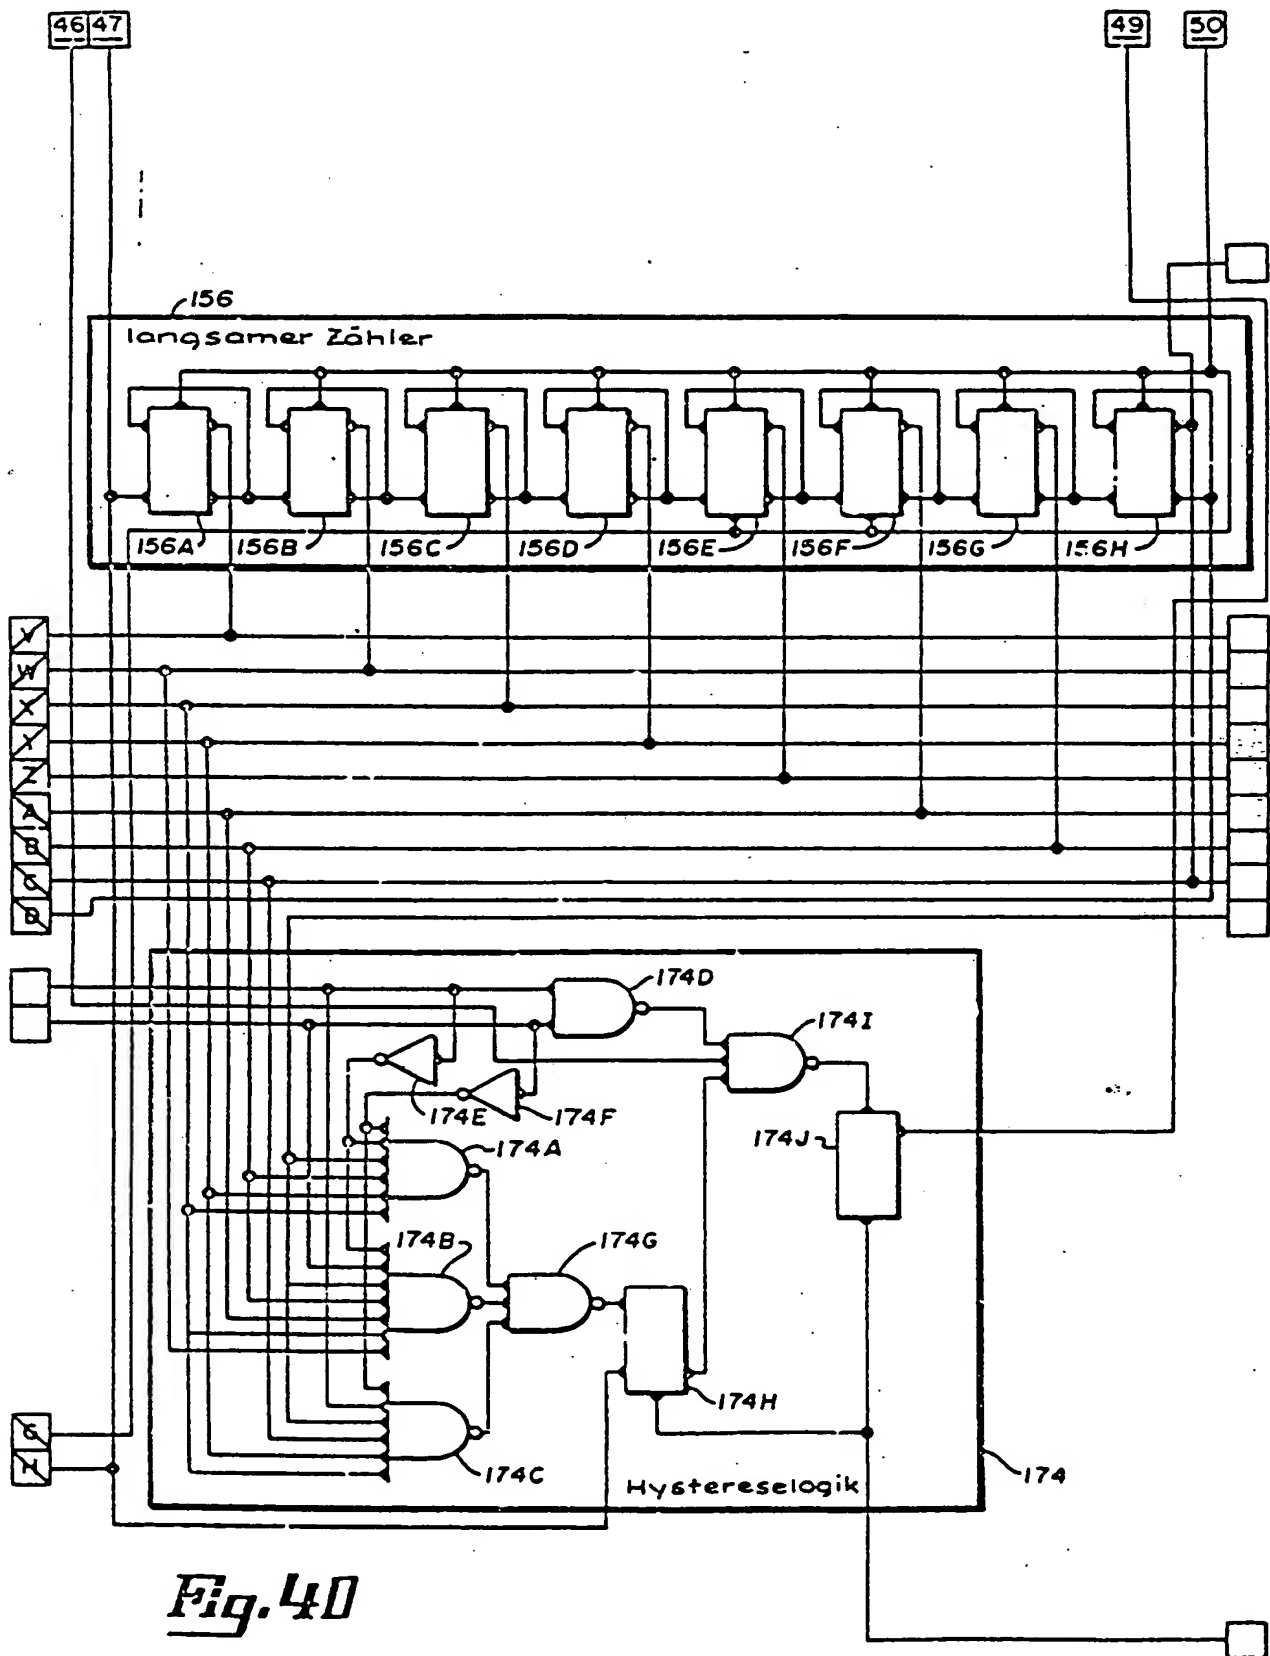 46 47 49 50
156
langsamer Zähler
156A 156B 156C 156D 156E 156F 156G 156H
V
W
X
Y
Z
A
B
C
D
174D
174I
174E 174F
174J
174A
174B 174G
174H
G
H
174C
174
Hystereselogik
Fig. 40